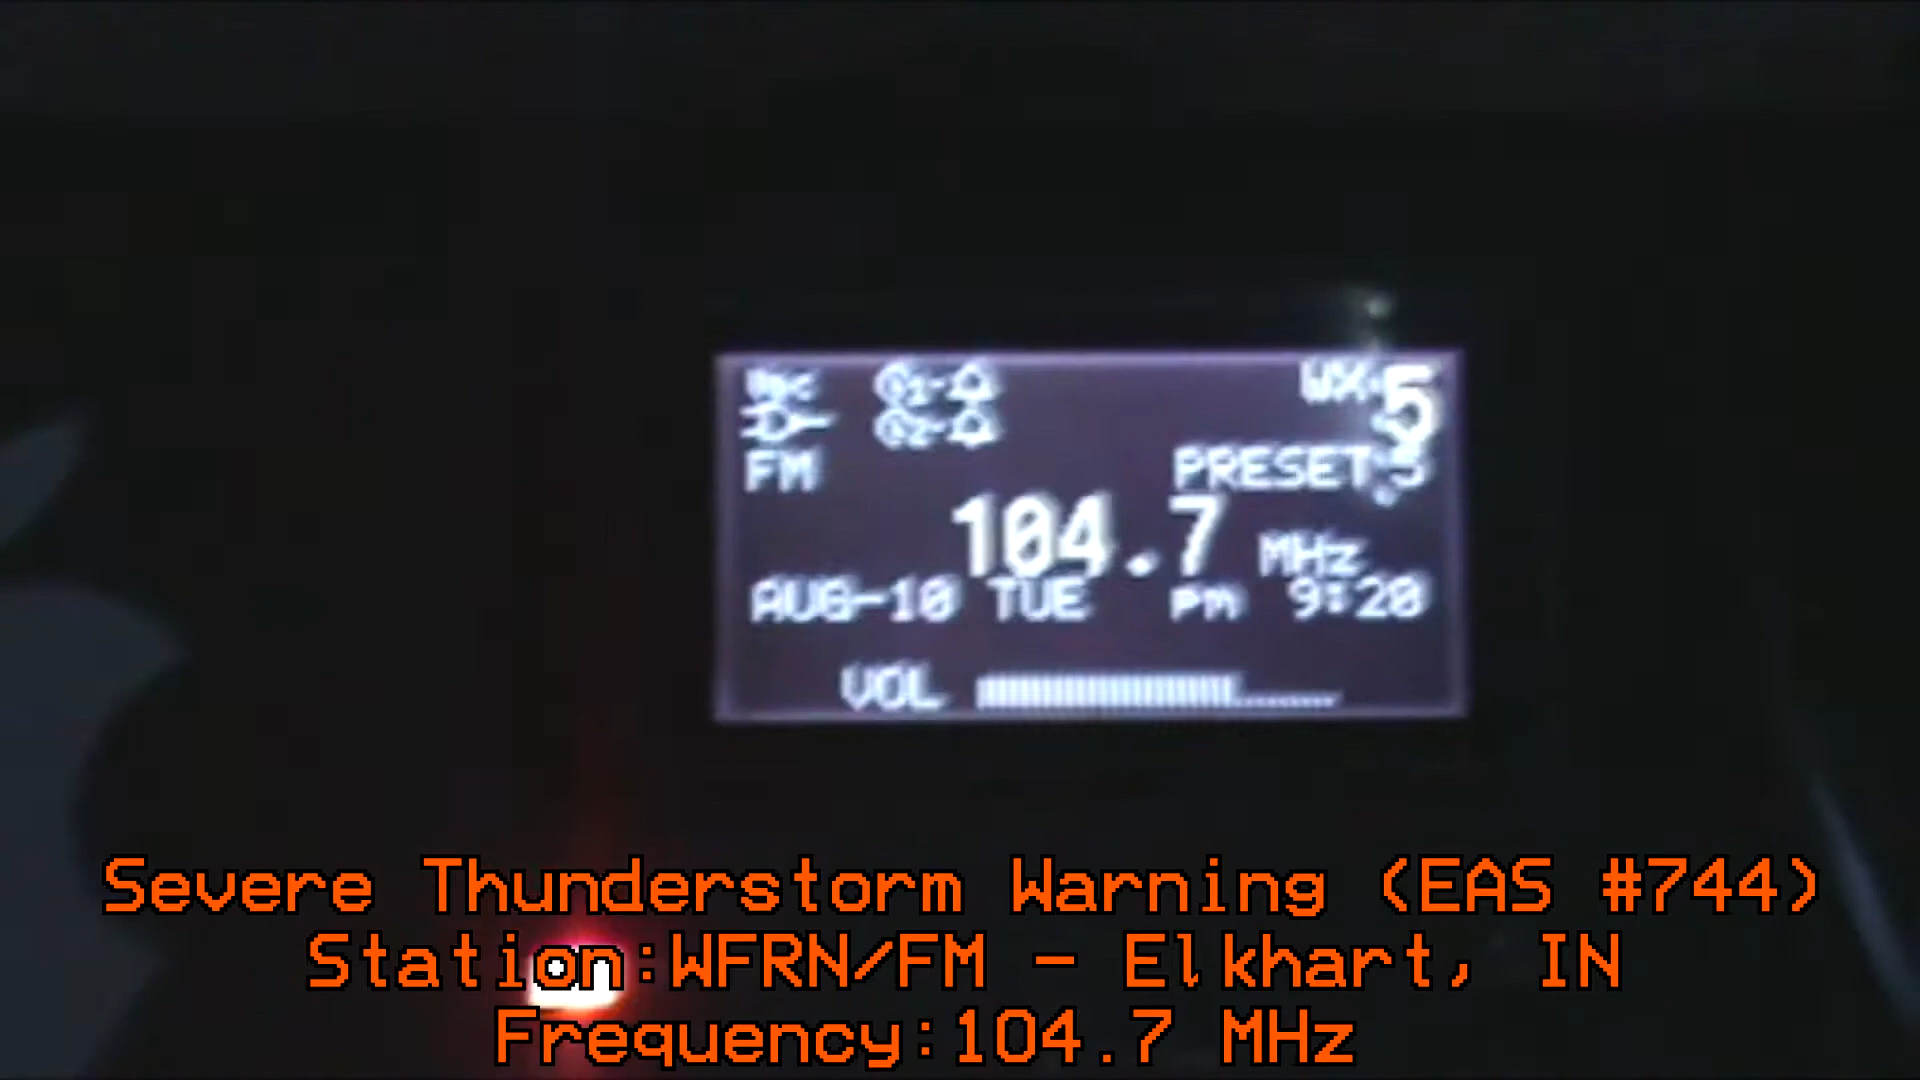 WX 5
FM PRESET 5
104.7 MHz
AUG-10 TUE pm 9:20
VOL
Severe Thunderstorm Warning (EAS #744)
Station:WFRN/FM - Elkhart, IN
Frequency:104.7 MHz